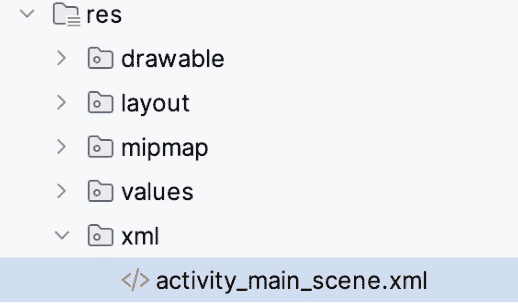 res
drawable
layout
mipmap
values
xml
activity_main_scene.xml